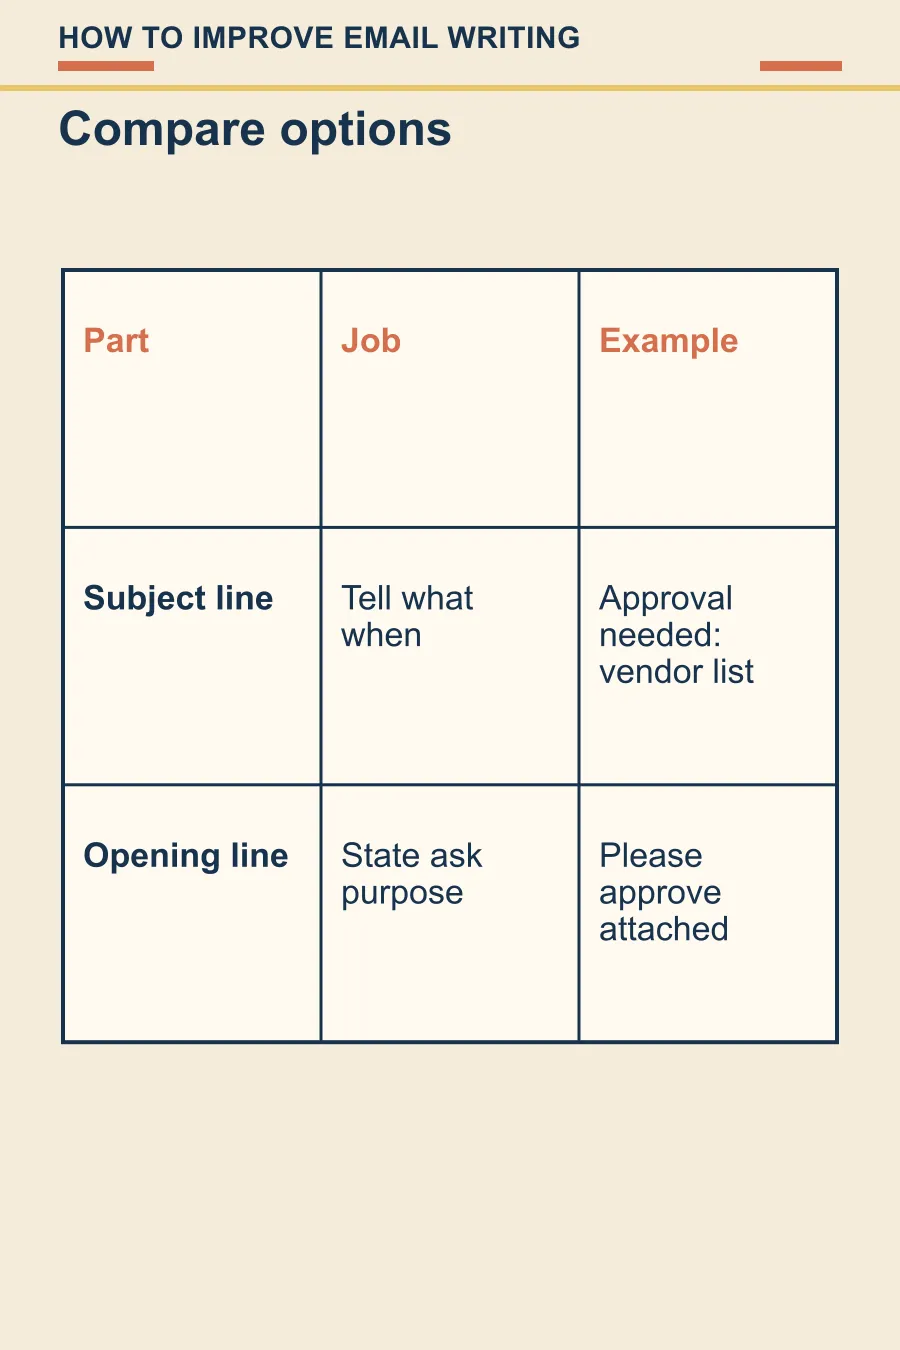 HOW TO IMPROVE EMAIL WRITING
Compare options
Part
Job
Example
Subject line
Tell what
when
Approval
needed:
vendor list
Opening line
State ask
purpose
Please
approve
attached